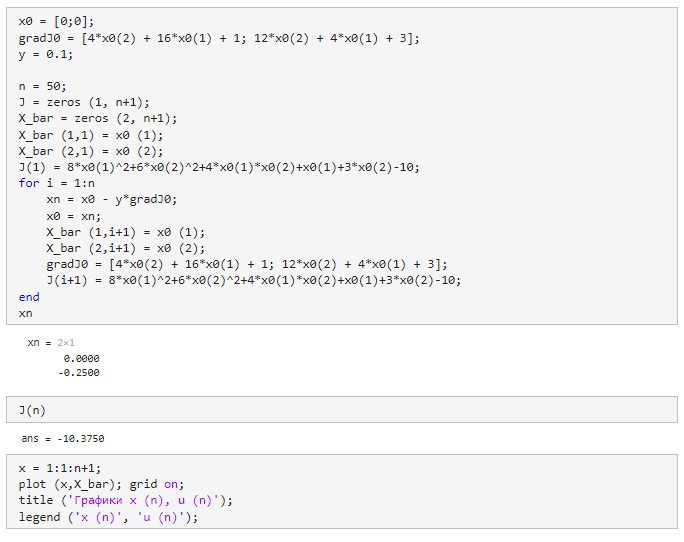 x0 = [0;0];
gradJ0 = [4*x0(2) + 16*x0(1) + 1; 12*x0(2) + 4*x0(1) + 3];
y = 0.1;
n = 50;
J = zeros (1, n+1);
X_bar = zeros (2, n+1);
X_bar (1,1) = x0 (1);
X_bar (2,1) = x0 (2);
J(1) = 8*x0(1)^2+6*x0(2)^2+4*x0(1)*x0(2)+x0(1)+3*x0(2)-10;
for i = 1:n
    xn = x0 - y*gradJ0;
    x0 = xn;
    X_bar (1,i+1) = x0 (1);
    X_bar (2,i+1) = x0 (2);
    gradJ0 = [4*x0(2) + 16*x0(1) + 1; 12*x0(2) + 4*x0(1) + 3];
    J(i+1) = 8*x0(1)^2+6*x0(2)^2+4*x0(1)*x0(2)+x0(1)+3*x0(2)-10;
end
xn
xn = 2×1
0.0000
-0.2500
J(n)
ans = -10.3750
x = 1:1:n+1;
plot (x,X_bar); grid on;
title ('Графики x (n), u (n)');
legend ('x (n)', 'u (n)');